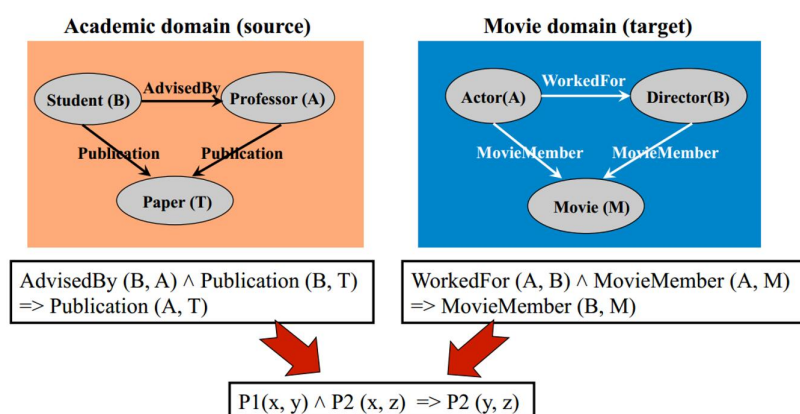 Academic domain (source)
Movie domain (target)
AdvisedBy
Student (B)
Professor (A)
Publication
Publication
Paper (T)
WorkedFor
Actor(A)
Director(B)
MovieMember
MovieMember
Movie (M)
AdvisedBy (B, A) ˄ Publication (B, T)
=> Publication (A, T)
WorkedFor (A, B) ˄ MovieMember (A, M)
=> MovieMember (B, M)
P1(x, y) ˄ P2 (x, z) => P2 (y, z)